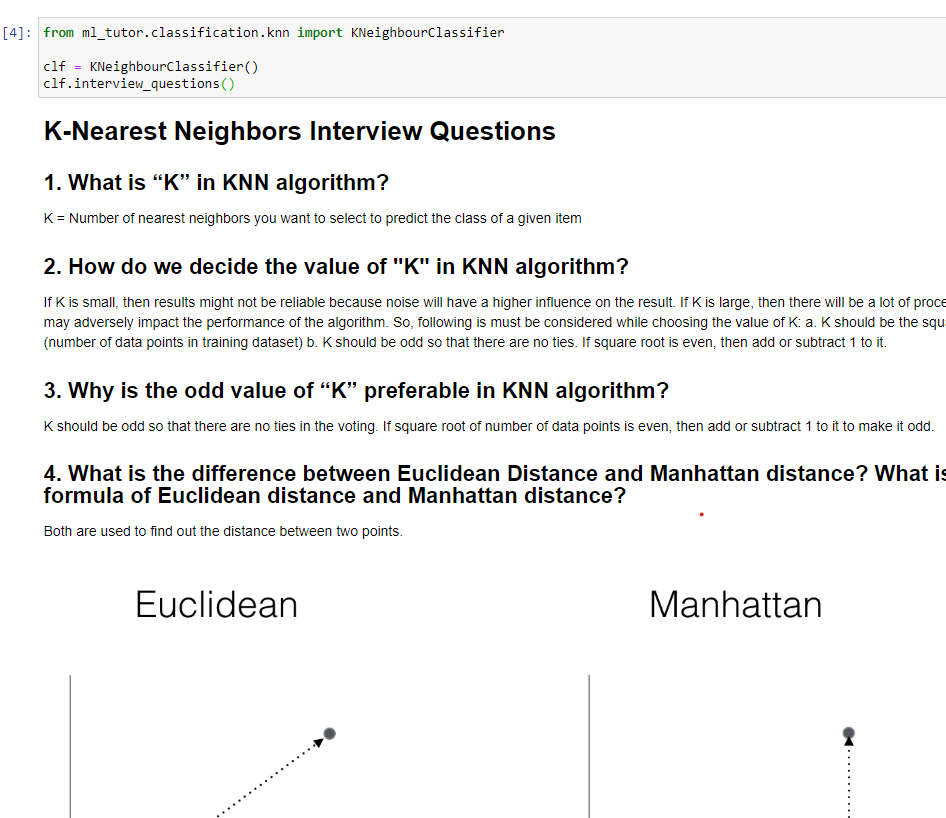 [4]: from ml_tutor.classification.knn import KNeighbourClassifier
clf = KNeighbourClassifier()
clf.interview_questions()
K-Nearest Neighbors Interview Questions
1. What is “K” in KNN algorithm?
K = Number of nearest neighbors you want to select to predict the class of a given item
2. How do we decide the value of "K" in KNN algorithm?
If K is small, then results might not be reliable because noise will have a higher influence on the result. If K is large, then there will be a lot of proce
may adversely impact the performance of the algorithm. So, following is must be considered while choosing the value of K: a. K should be the squa
(number of data points in training dataset) b. K should be odd so that there are no ties. If square root is even, then add or subtract 1 to it.
3. Why is the odd value of “K” preferable in KNN algorithm?
K should be odd so that there are no ties in the voting. If square root of number of data points is even, then add or subtract 1 to it to make it odd.
4. What is the difference between Euclidean Distance and Manhattan distance? What is
formula of Euclidean distance and Manhattan distance?
Both are used to find out the distance between two points.
Euclidean Manhattan